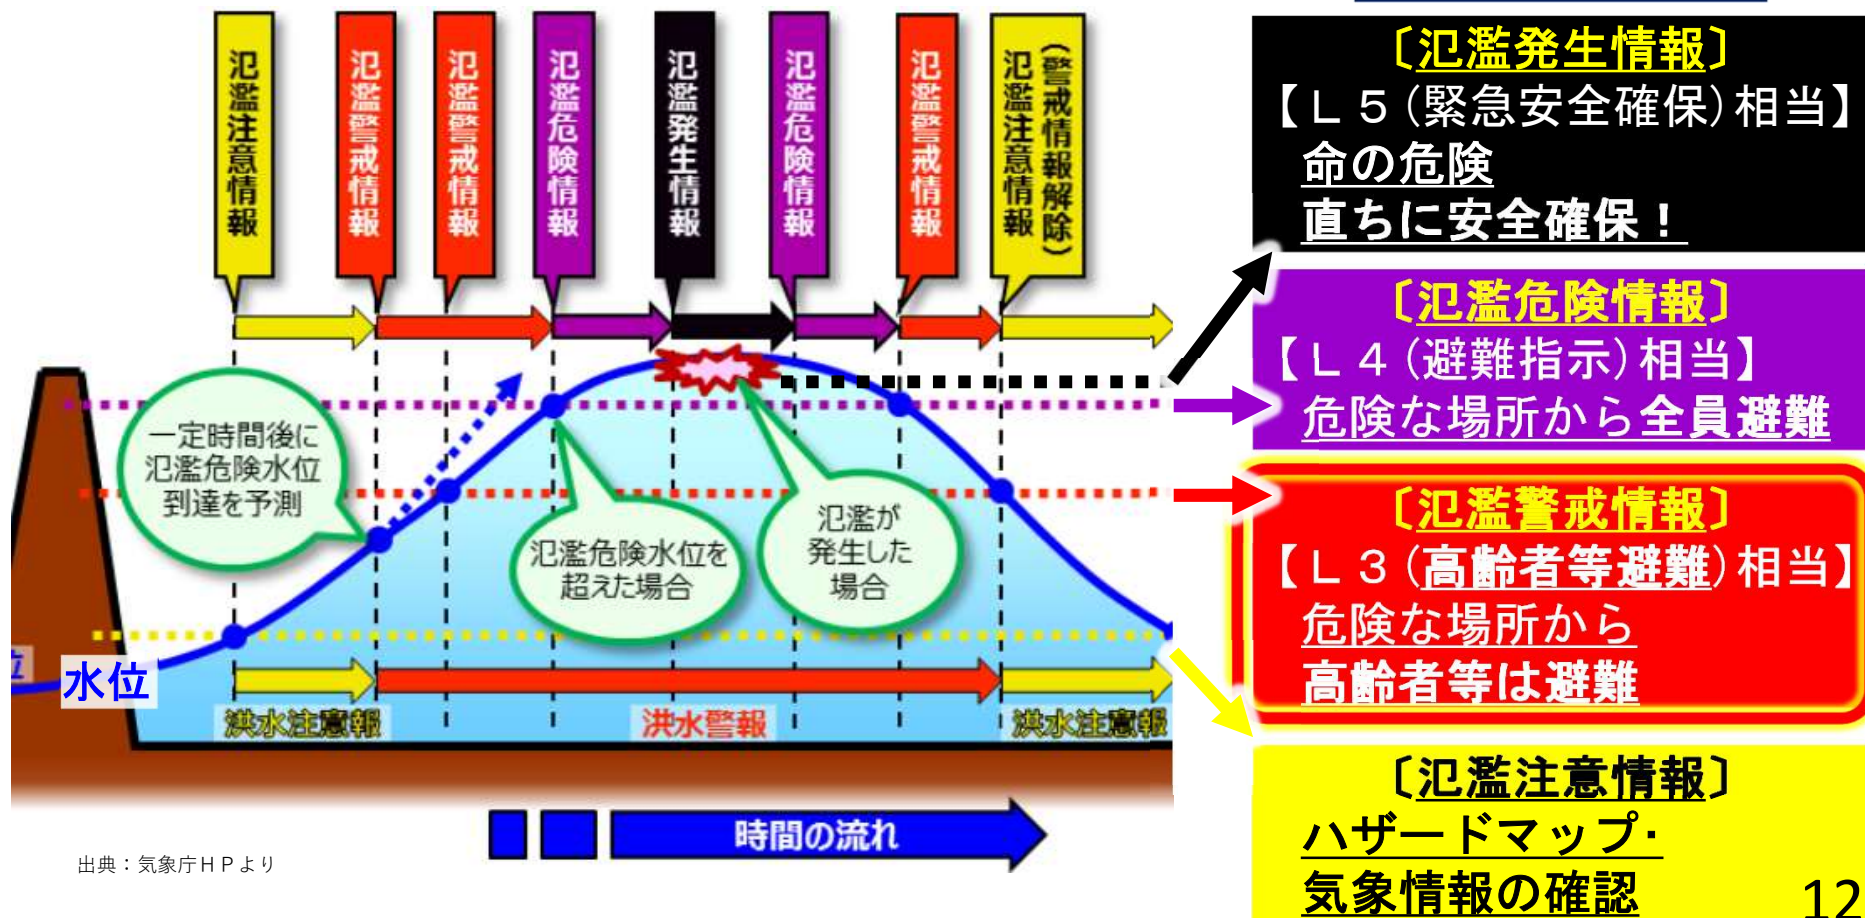 氾濫注意情報
氾濫警戒情報
氾濫警戒情報
氾濫危険情報
氾濫発生情報
氾濫危険情報
氾濫警戒情報
氾濫注意情報
(警戒情報解除)
一定時間後に
氾濫危険水位
到達を予測
氾濫危険水位を
超えた場合
氾濫が
発生した
場合
位
水位
洪水注意報
洪水警報
洪水注意報
時間の流れ
出典：気象庁ＨＰより
〔氾濫発生情報〕
【Ｌ５(緊急安全確保)相当】
命の危険
直ちに安全確保！
〔氾濫危険情報〕
【Ｌ４(避難指示)相当】
危険な場所から全員避難
〔氾濫警戒情報〕
【Ｌ３(高齢者等避難)相当】
危険な場所から
高齢者等は避難
〔氾濫注意情報〕
ハザードマップ・
気象情報の確認
12